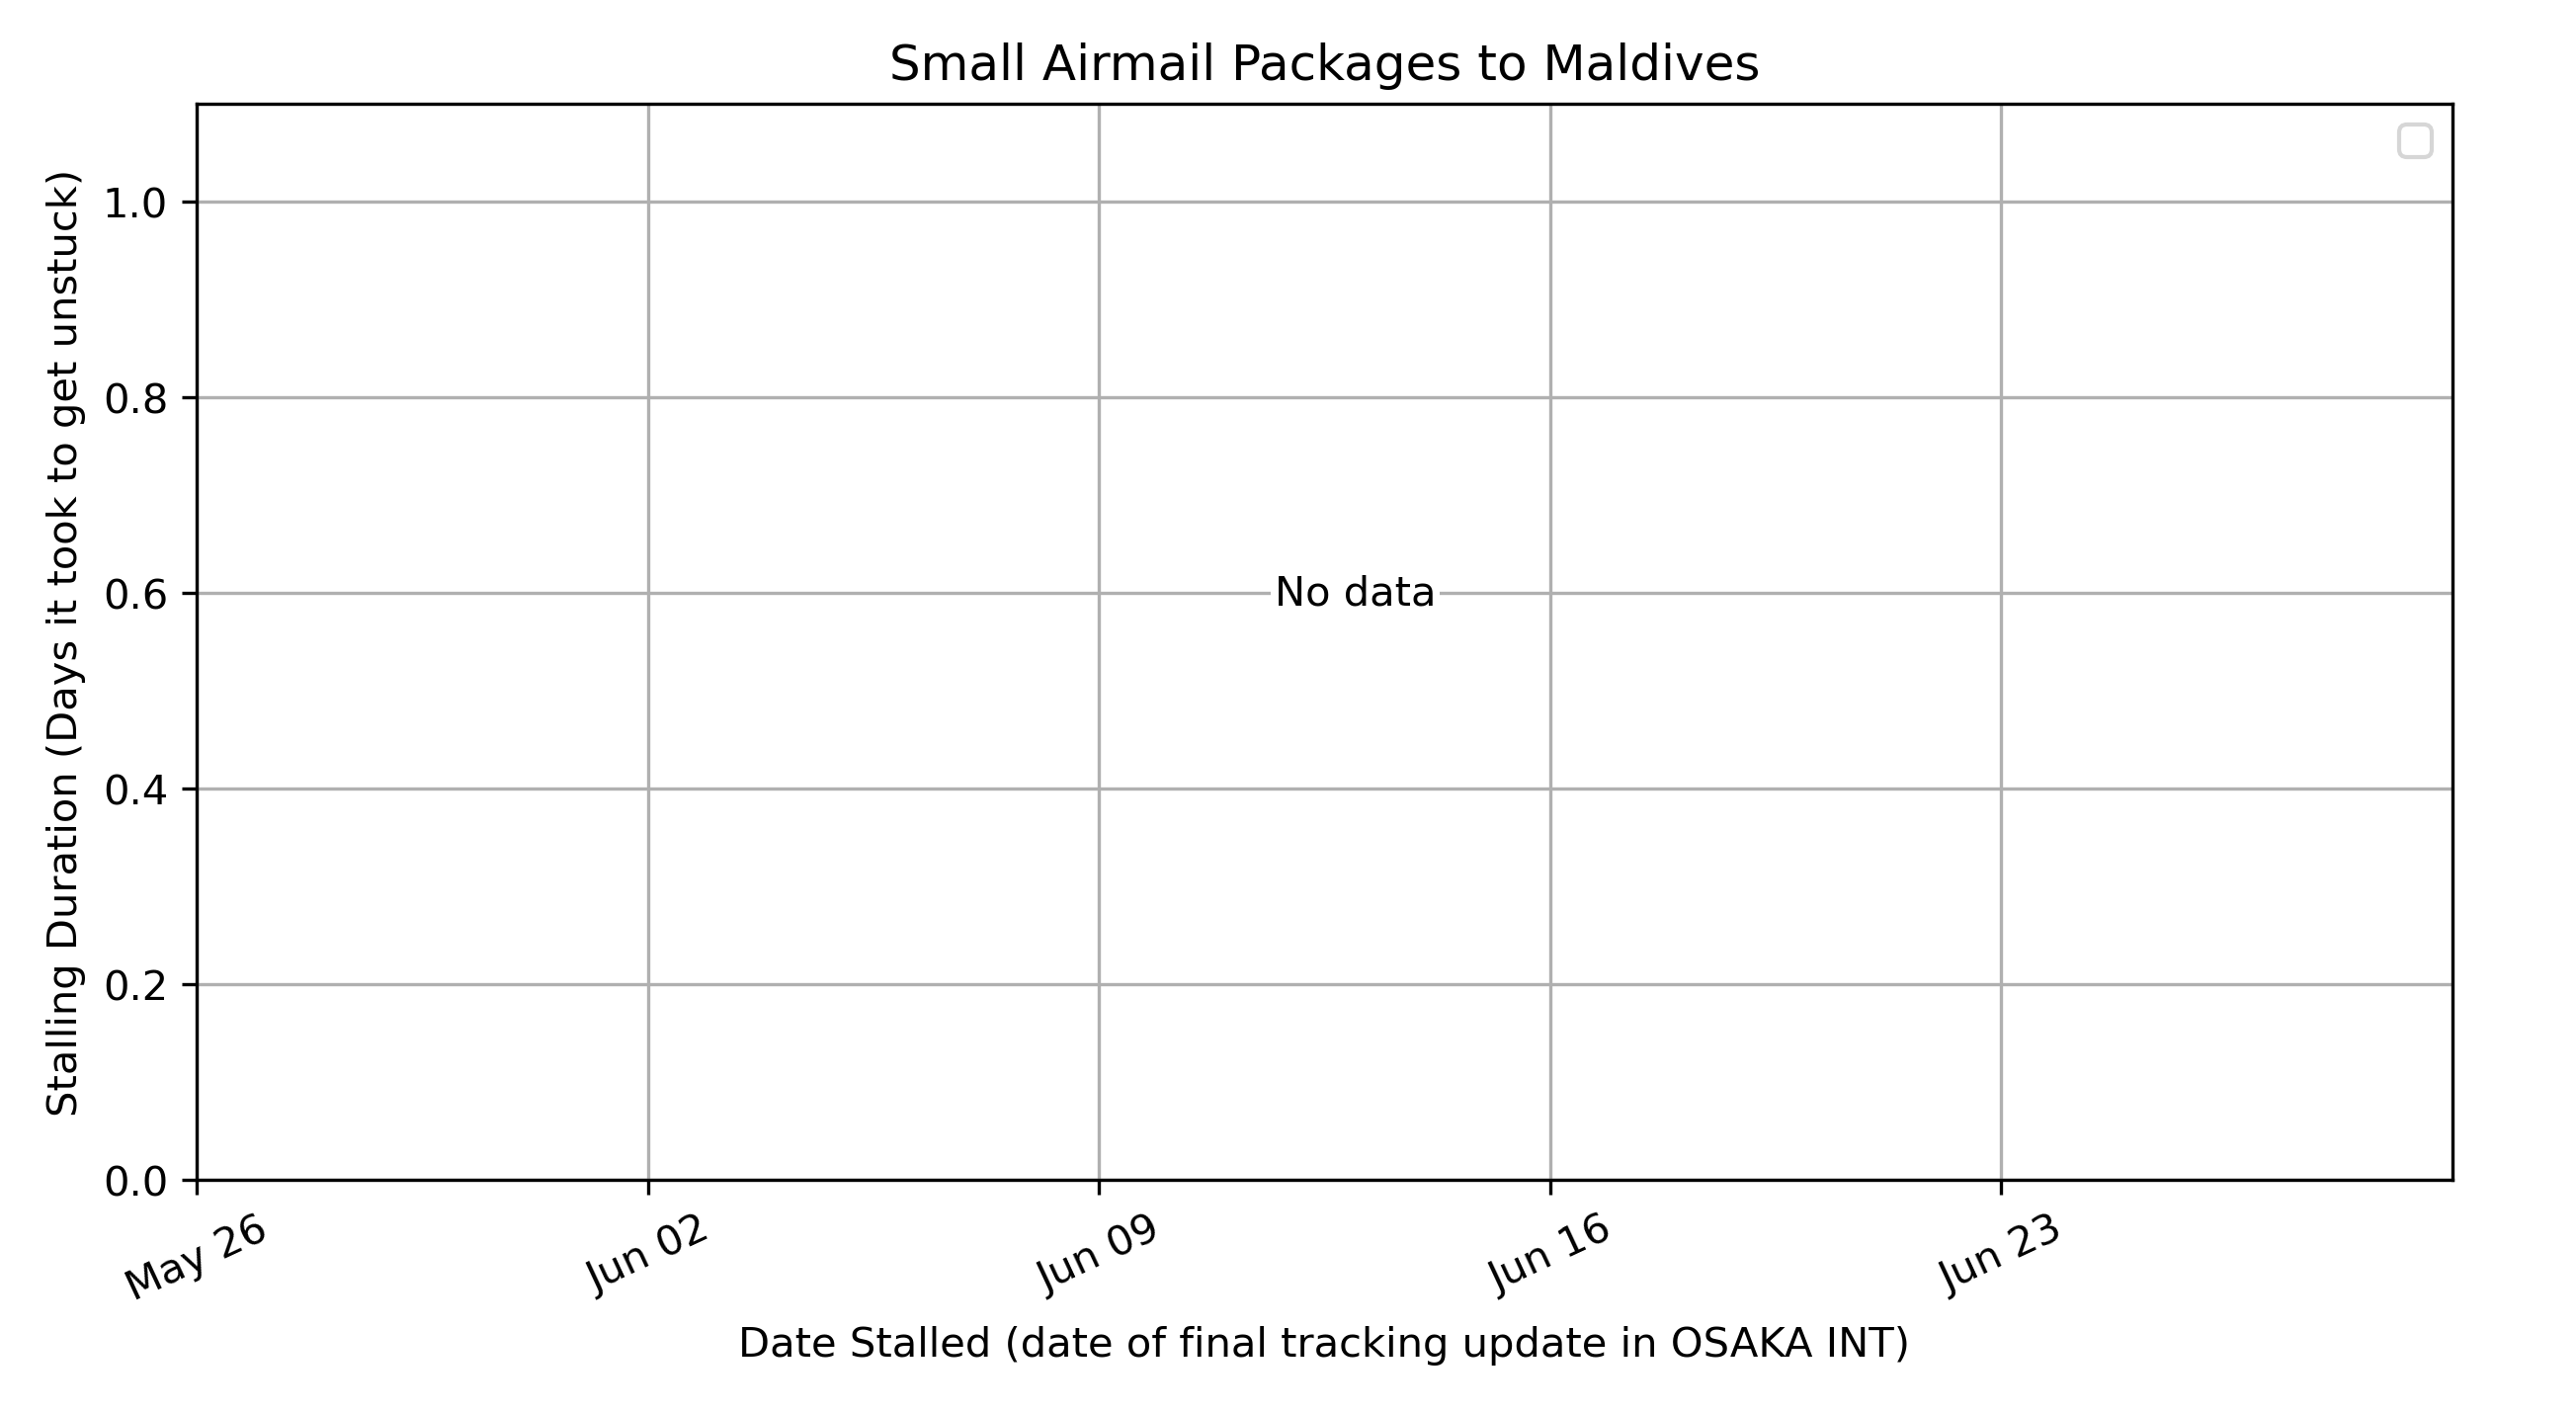 Small Airmail Packages to Maldives
Stalling Duration (Days it took to get unstuck)
1.0
0.8
0.6
0.4
0.2
0.0
No data
May 26
Jun 02
Jun 09
Jun 16
Jun 23
Date Stalled (date of final tracking update in OSAKA INT)